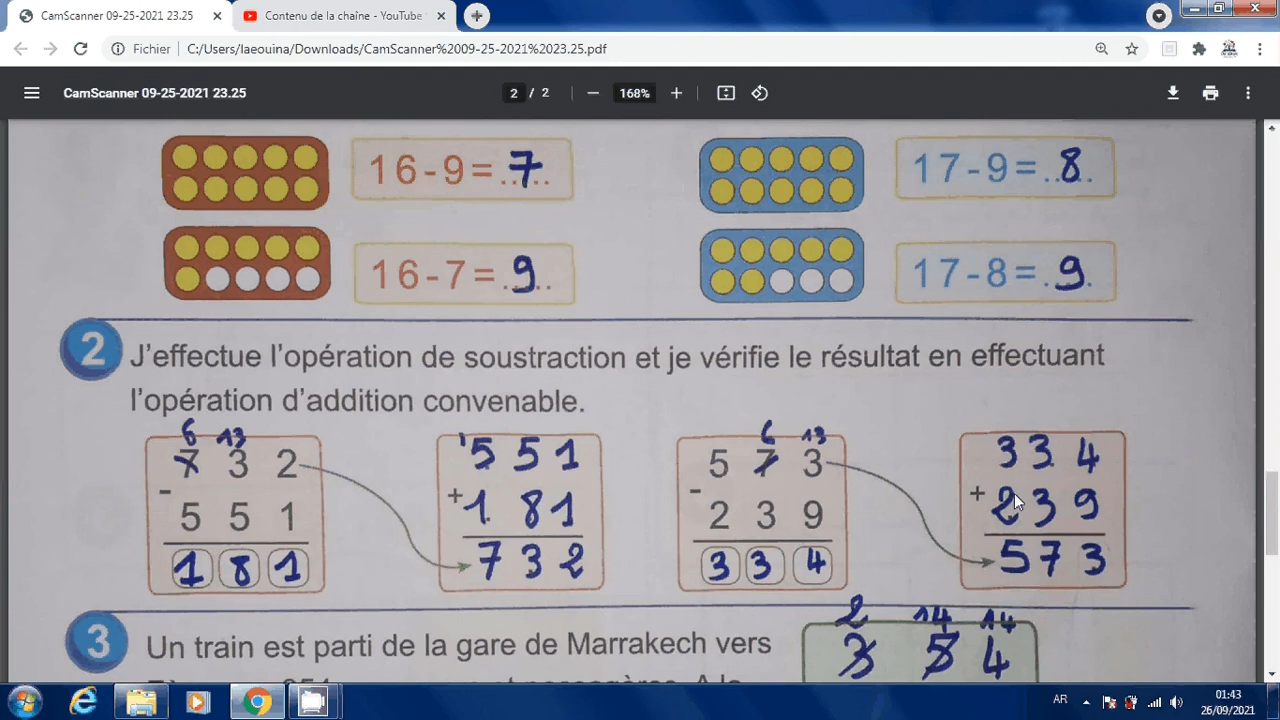 CamScanner 09-25-2021 23.25
Contenu de la chaîne - YouTube
Fichier
C:/Users/laeouina/Downloads/CamScanner%2009-25-2021%2023.25.pdf
CamScanner 09-25-2021 23.25
2 / 2
168%
16-9=7
17-9=8
16-7=9
17-8=9
2 J'effectue l'opération de soustraction et je vérifie le résultat en effectuant
l'opération d'addition convenable.
6 13
7 3 2
- 5 5 1
1 8 1
1
5 5 1
+ 1 8 1
7 3 2
6 13
5 7 3
- 2 3 9
3 3 4
3 3 4
+ 2 3 9
5 7 3
3 Un train est parti de la gare de Marrakech vers
2 14 14
3 5 4
AR
01:43
26/09/2021